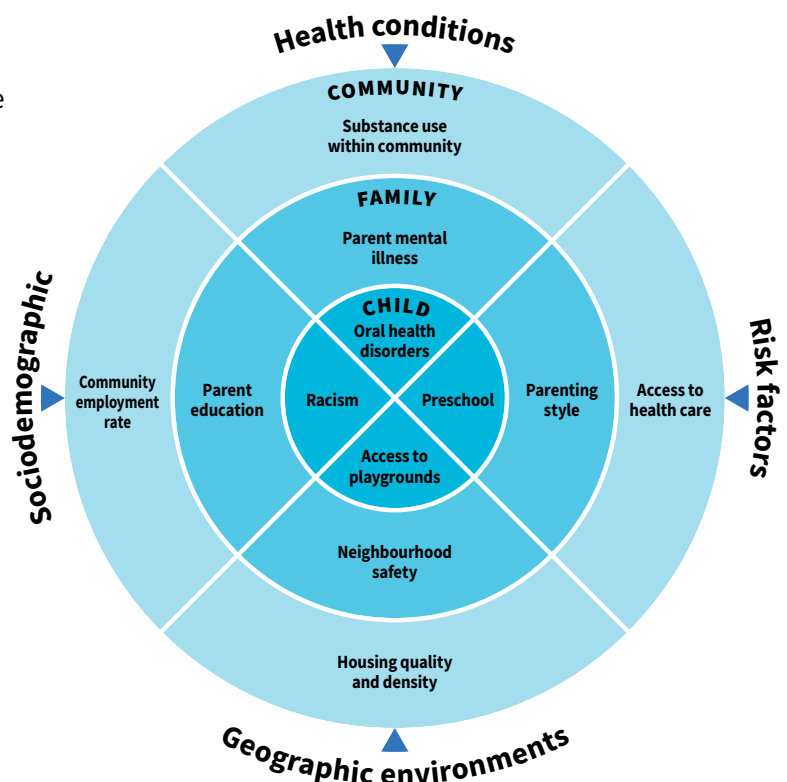 Health conditions
e
COMMUNITY
Substance use
within community
FAMILY
Parent mental
illness
CHILD
Oral health
disorders
Sociodemographic
Community
employment
rate
Parent
education
Racism
Preschool
Parenting
style
Access to
health care
Risk factors
Access to
playgrounds
Neighbourhood
safety
Housing quality
and density
Geographic environments